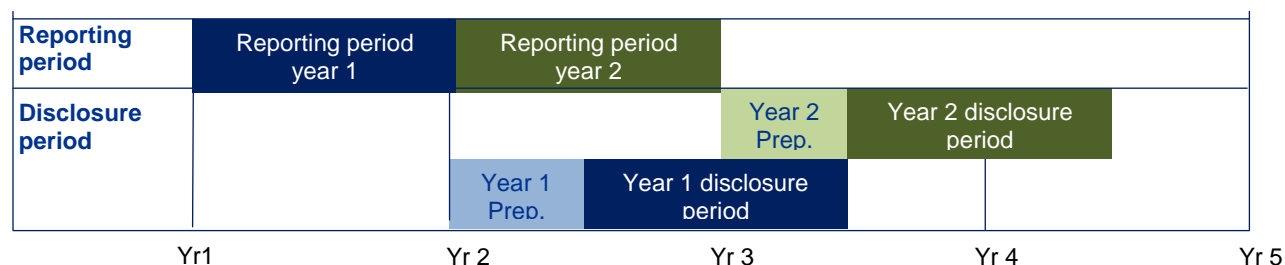 Reporting
period
Reporting period
year 1
Reporting period
year 2
Disclosure
period
Year 2
Prep.
Year 2 disclosure
period
Year 1
Prep.
Year 1 disclosure
period
Yr1
Yr 2
Yr 3
Yr 4
Yr 5